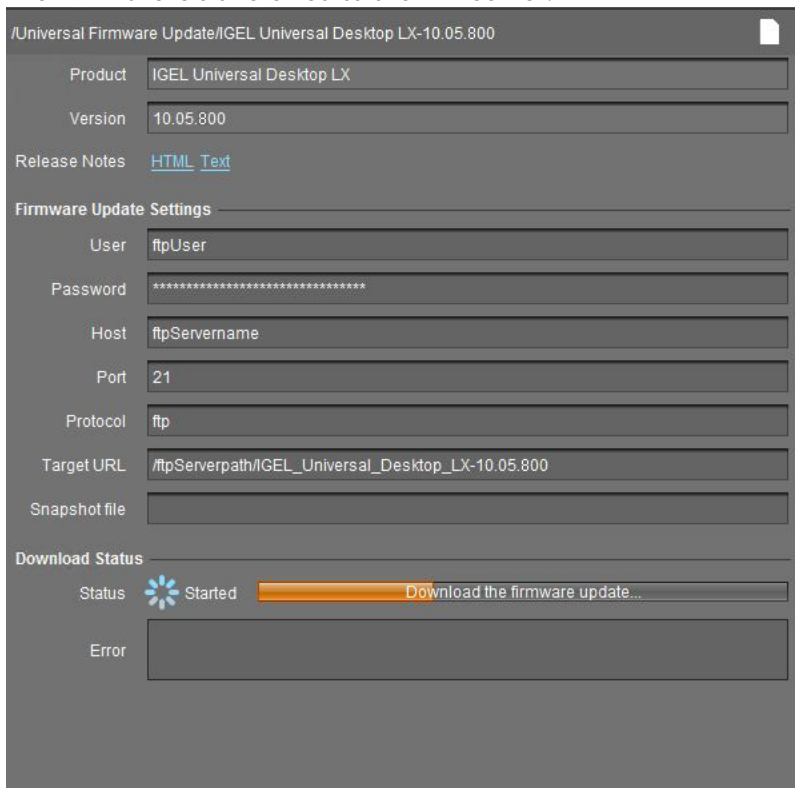 /Universal Firmware Update/IGEL Universal Desktop LX-10.05.800
Product IGEL Universal Desktop LX
Version 10.05.800
Release Notes HTML Text
Firmware Update Settings
User ftpUser
Password ********************************
Host ftpServername
Port 21
Protocol ftp
Target URL /ftpServerpath/IGEL_Universal_Desktop_LX-10.05.800
Snapshot file
Download Status
Status Started Download the firmware update...
Error